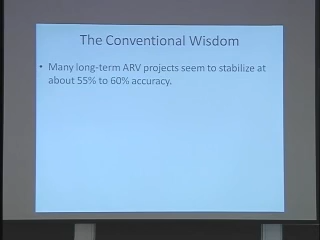 The Conventional Wisdom
• Many long-term ARV projects seem to stabilize at
about 55% to 60% accuracy.